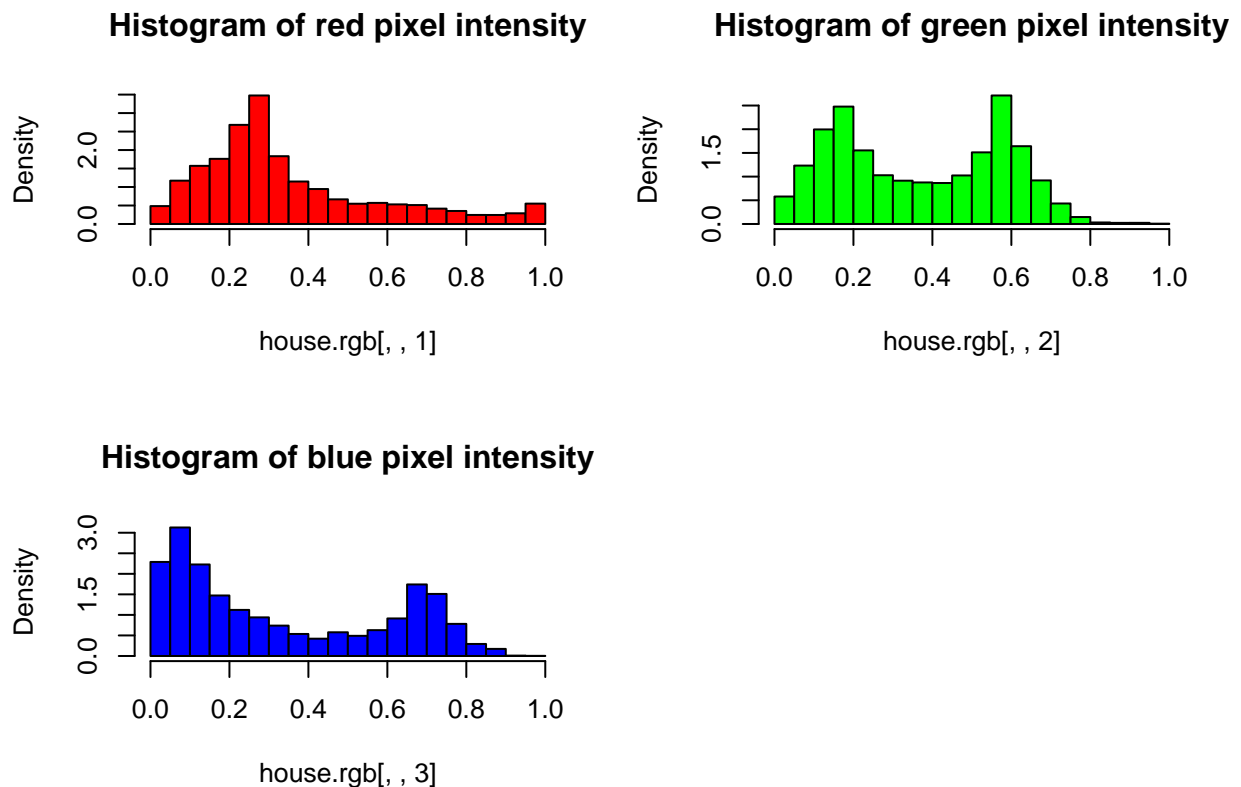 Histogram of red pixel intensity
Density
0.0 2.0
0.0 0.2 0.4 0.6 0.8 1.0
house.rgb[, , 1]
Histogram of green pixel intensity
Density
0.0 1.5
0.0 0.2 0.4 0.6 0.8 1.0
house.rgb[, , 2]
Histogram of blue pixel intensity
Density
0.0 1.5 3.0
0.0 0.2 0.4 0.6 0.8 1.0
house.rgb[, , 3]